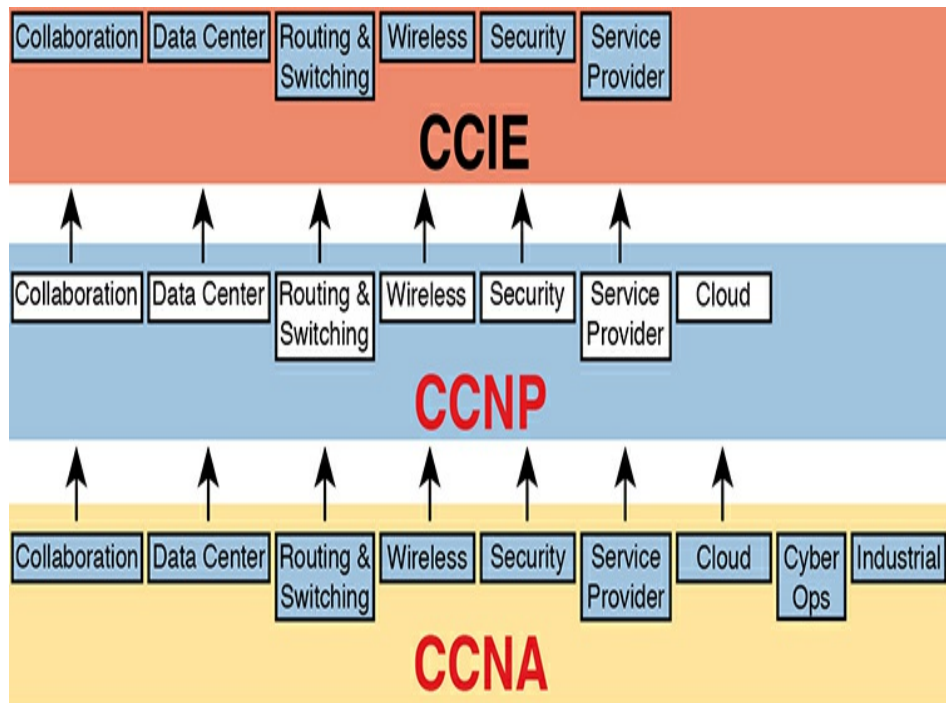 Collaboration Data Center Routing & Wireless Security Service
Switching Provider
CCIE
Collaboration Data Center Routing & Wireless Security Service Cloud
Switching Provider
CCNP
Collaboration Data Center Routing & Wireless Security Service Cloud Cyber Industrial
Switching Provider Ops
CCNA